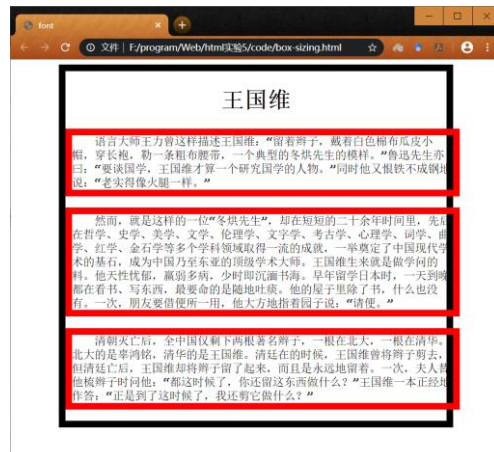 font
文件 | F:/program/Web/html实验5/code/box-sizing.html
王国维
语言大师王力曾这样描述王国维：“留着辫子，戴着白色棉布瓜皮小
帽，穿长袍，勒一条粗布腰带，一个典型的冬烘先生的模样。”鲁迅先生亦
曰：“要谈国学，王国维才算一个研究国学的人物。”同时他又恨铁不成钢地
说：“老实得像火腿一样。”
然而，就是这样的一位“冬烘先生”，却在短短的二十余年时间里，先后
在哲学、史学、美学、文学、伦理学、文字学、考古学、心理学、词学、曲
学、红学、金石学等多个学科领域取得一流的成就，一举奠定了中国现代学
术的基石，成为中国乃至东亚的顶级学术大师。王国维生来就是做学问的
料。他天性忧郁，羸弱多病，少时即沉湎书海。早年留学日本时，一天到晚
都在看书、写东西，最要命的是随地吐痰。他的屋子里除了书，什么也没
有。一次，朋友要借便所一用，他大方地指着园子说：“请便。”
清朝灭亡后，全中国仅剩下两根著名辫子，一根在北大，一根在清华。
北大的是辜鸿铭，清华的是王国维。清廷在的时候，王国维曾将辫子剪去，
但清廷亡后，王国维却将辫子留了起来，而且是永远地留着。一次，夫人替
他梳辫子时问他：“都这时候了，你还留这东西做什么？”王国维一本正经地
作答：“正是到了这时候了，我还剪它做什么？”